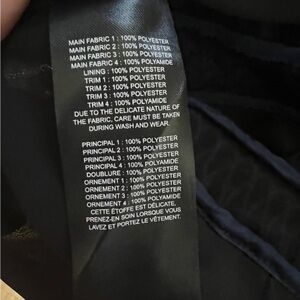 MAIN FABRIC 1 : 100% POLYESTER
MAIN FABRIC 2 : 100% POLYESTER
MAIN FABRIC 3 : 100% POLYESTER
MAIN FABRIC 4 : 100% POLYAMIDE
LINING : 100% POLYESTER
TRIM 1 : 100% POLYESTER
TRIM 2 : 100% POLYESTER
TRIM 3 : 100% POLYESTER
TRIM 4 : 100% POLYAMIDE
DUE TO THE DELICATE NATURE OF
THE FABRIC, CARE MUST BE TAKEN
DURING WASH AND WEAR.
PRINCIPAL 1 : 100% POLYESTER
PRINCIPAL 2 : 100% POLYESTER
PRINCIPAL 3 : 100% POLYESTER
PRINCIPAL 4 : 100% POLYAMIDE
DOUBLURE : 100% POLYESTER
ORNEMENT 1 : 100% POLYESTER
ORNEMENT 2 : 100% POLYESTER
ORNEMENT 3 : 100% POLYESTER
ORNEMENT 4 : 100% POLYAMIDE
CETTE ÉTOFFE EST DÉLICATE,
PRENEZ-EN SOIN LORSQUE VOUS
LAVEZ ET PORTEZ LE VÊTEMENT.